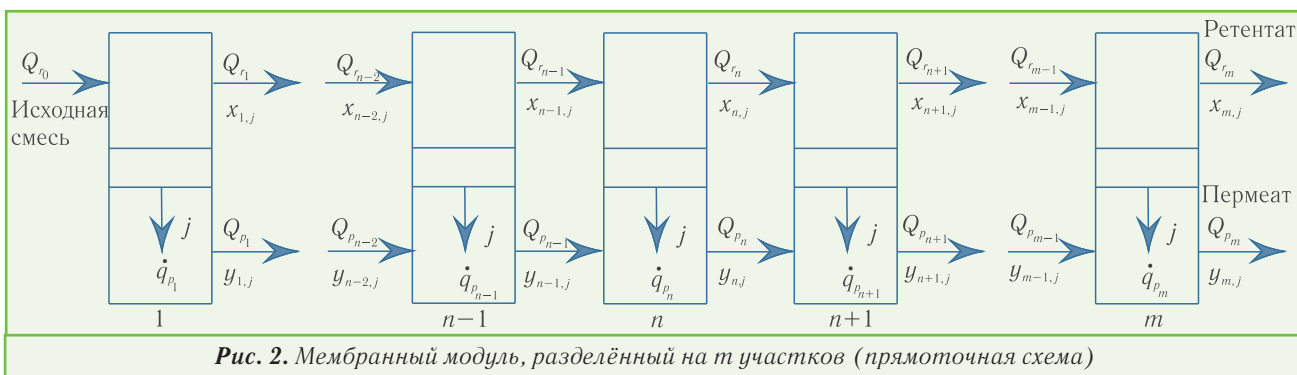 Ретентат
Q_{r_0} Q_{r_1} Q_{r_{n-2}} Q_{r_{n-1}} Q_{r_n} Q_{r_{n+1}} Q_{r_{m-1}} Q_{r_m}
Исходная
смесь
x_{1,j} x_{n-2,j} x_{n-1,j} x_{n,j} x_{n+1,j} x_{m-1,j} x_{m,j}
Пермеат
j j j j j
Q_{p_1} Q_{p_{n-2}} Q_{p_{n-1}} Q_{p_n} Q_{p_{n+1}} Q_{p_{m-1}} Q_{p_m}
q̇_{p_1} q̇_{p_{n-1}} q̇_{p_n} q̇_{p_{n+1}} q̇_{p_m}
y_{1,j} y_{n-2,j} y_{n-1,j} y_{n,j} y_{n+1,j} y_{m-1,j} y_{m,j}
1 n−1 n n+1 m
Рис. 2. Мембранный модуль, разделённый на m участков (прямоточная схема)